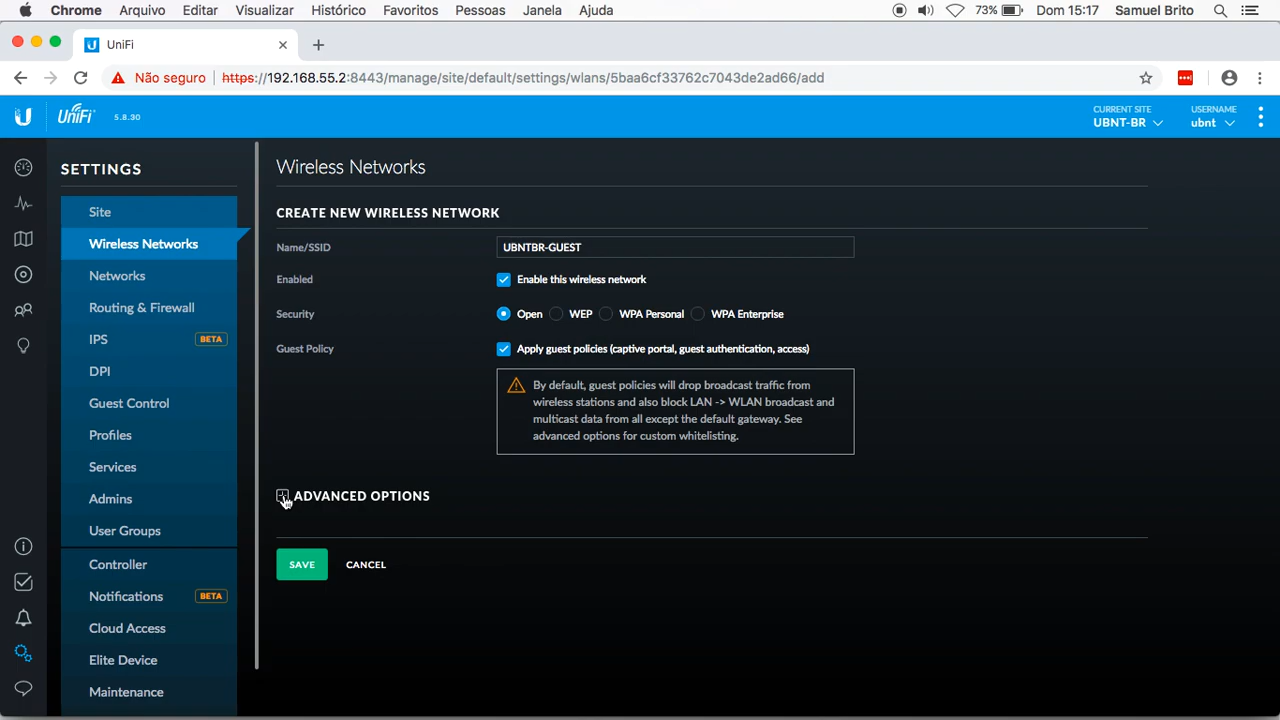 Chrome Arquivo Editar Visualizar Histórico Favoritos Pessoas Janela Ajuda 73% Dom 15:17 Samuel Brito
UniFi
Não seguro https://192.168.55.2:8443/manage/site/default/settings/wlans/5baa6cf33762c7043de2ad66/add
U UniFi 5.8.30
CURRENT SITE
UBNT-BR
USERNAME
ubnt
SETTINGS
Site
Wireless Networks
Networks
Routing & Firewall
IPS BETA
DPI
Guest Control
Profiles
Services
Admins
User Groups
Controller
Notifications BETA
Cloud Access
Elite Device
Maintenance
Wireless Networks
CREATE NEW WIRELESS NETWORK
Name/SSID UBNTBR-GUEST
Enabled Enable this wireless network
Security Open WEP WPA Personal WPA Enterprise
Guest Policy Apply guest policies (captive portal, guest authentication, access)
By default, guest policies will drop broadcast traffic from
wireless stations and also block LAN -> WLAN broadcast and
multicast data from all except the default gateway. See
advanced options for custom whitelisting.
ADVANCED OPTIONS
SAVE CANCEL